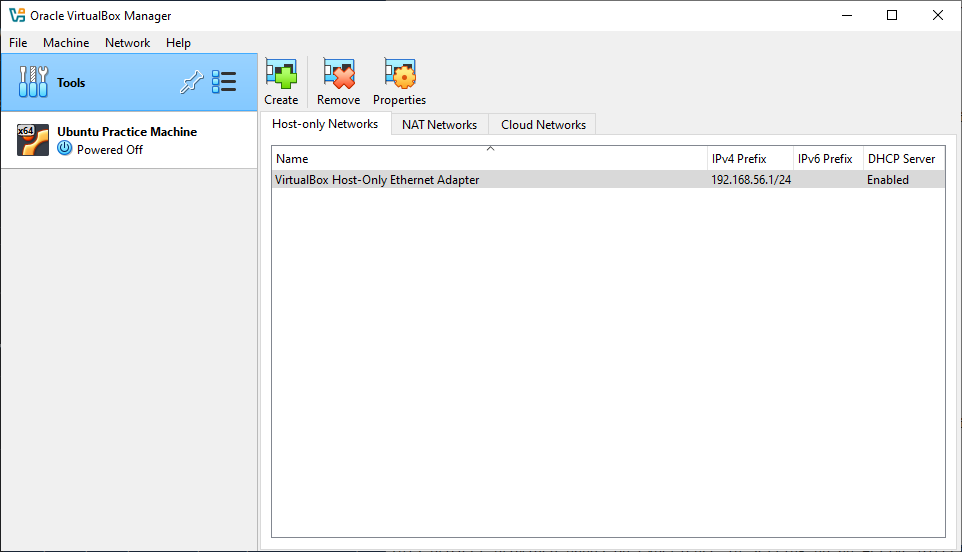 Oracle VirtualBox Manager
File Machine Network Help
Tools
Create Remove Properties
x64
Ubuntu Practice Machine
Powered Off
Host-only Networks NAT Networks Cloud Networks
Name IPv4 Prefix IPv6 Prefix DHCP Server
VirtualBox Host-Only Ethernet Adapter 192.168.56.1/24 Enabled